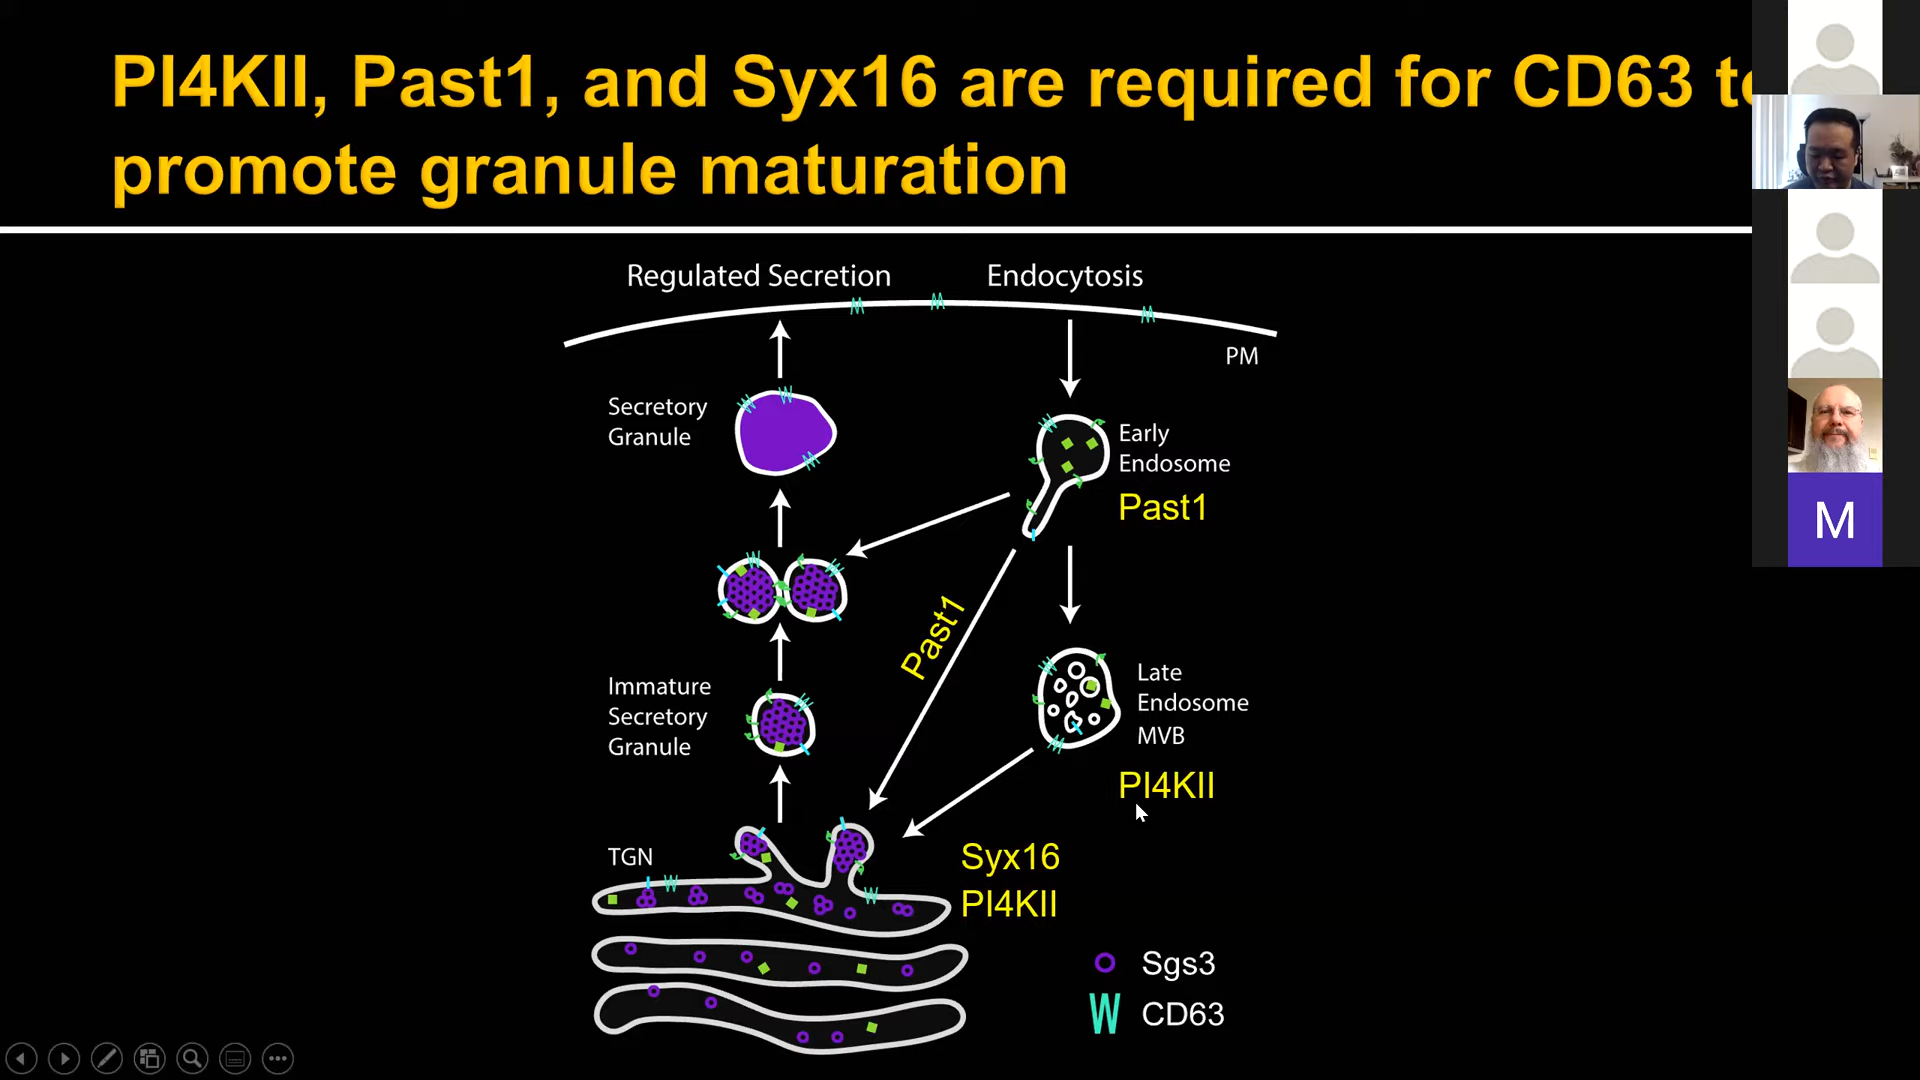 PI4KII, Past1, and Syx16 are required for CD63 to
promote granule maturation
Regulated Secretion
Endocytosis
PM
Secretory
Granule
Early
Endosome
Past1
Past1
Immature
Secretory
Granule
Late
Endosome
MVB
PI4KII
TGN
Syx16
PI4KII
Sgs3
CD63
M